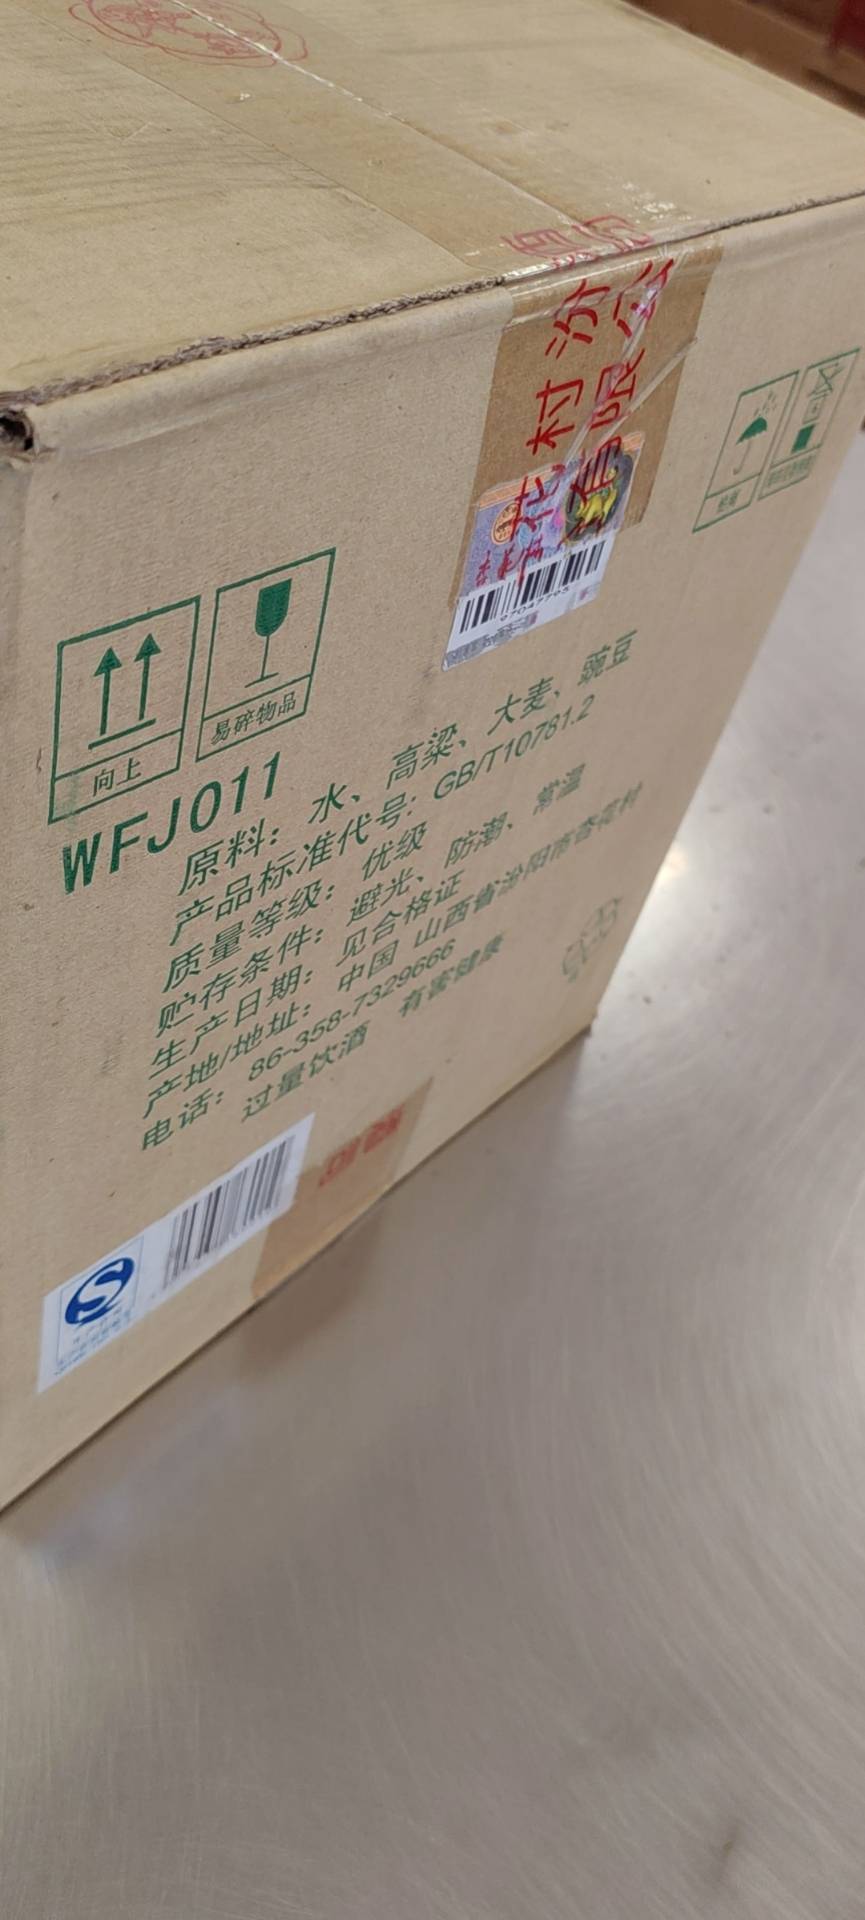 花村汾
有限公
向上
易碎物品
WFJ011
原料：水、高粱、大麦、豌豆
产品标准代号：GB/T10781.2
质量等级：优级
贮存条件：避光、防潮、常温
生产日期：见合格证
产地/地址：中国 山西省汾阳市杏花村
电话：86-358-7329666
过量饮酒 有害健康